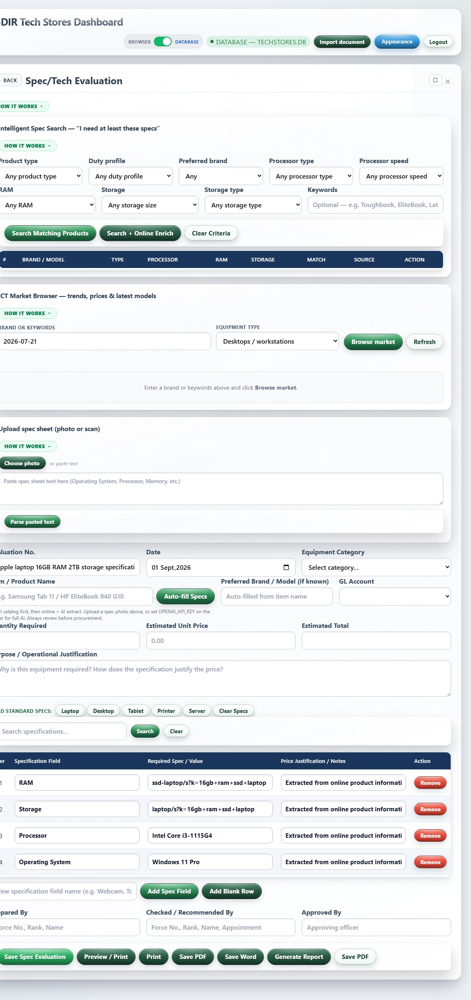 -DIR Tech Stores Dashboard
BROWSER DATABASE DATABASE — TECHSTORES.DB Import document Appearance Logout
BACK Spec/Tech Evaluation ×
HOW IT WORKS
Intelligent Spec Search — “I need at least these specs”
HOW IT WORKS
Product type Duty profile Preferred brand Processor type Processor speed
Any product type Any duty profile Any Any processor type Any processor speed
RAM Storage Storage type Keywords
Any RAM Any storage size Any storage type Optional — e.g. Toughbook, EliteBook, Lat
Search Matching Products Search + Online Enrich Clear Criteria
# BRAND / MODEL TYPE PROCESSOR RAM STORAGE MATCH SOURCE ACTION
CT Market Browser — trends, prices & latest models
HOW IT WORKS
BRAND OR KEYWORDS EQUIPMENT TYPE
2026-07-21 Desktops / workstations Browse market Refresh
Enter a brand or keywords above and click Browse market.
Upload spec sheet (photo or scan)
HOW IT WORKS
Choose photo or paste text
Paste spec sheet text here (Operating System, Processor, Memory, etc.)
Parse pasted text
aluation No. Date Equipment Category
pple laptop 16GB RAM 2TB storage specificati 01 Sept,2026 Select category...
m / Product Name Preferred Brand / Model (if known) GL Account
.g. Samsung Tab 11 / HP EliteBook 840 G10 Auto-fill Specs Auto-filled from item name
l catalog first, then online + AI extract. Upload a spec photo above, or set OPENAI_API_KEY on the
er for full AI. Always review before procurement.
antity Required Estimated Unit Price Estimated Total
0.00
rpose / Operational Justification
Why is this equipment required? How does the specification justify the price?
D STANDARD SPECS: Laptop Desktop Tablet Printer Server Clear Specs
Search specifications... Search Clear
er Specification Field Required Spec / Value Price Justification / Notes Action
1 RAM ssd-laptop/s?k=16gb+ram+ssd+laptop Extracted from online product informati Remove
2 Storage laptop/s?k=16gb+ram+ssd+laptop Extracted from online product informati Remove
3 Processor Intel Core i3-1115G4 Extracted from online product informati Remove
4 Operating System Windows 11 Pro Extracted from online product informati Remove
New specification field name (e.g. Webcam, To Add Spec Field Add Blank Row
epared By Checked / Recommended By Approved By
orce No., Rank, Name Force No., Rank, Name, Appointment Approving officer
Save Spec Evaluation Preview / Print Print Save PDF Save Word Generate Report Save PDF